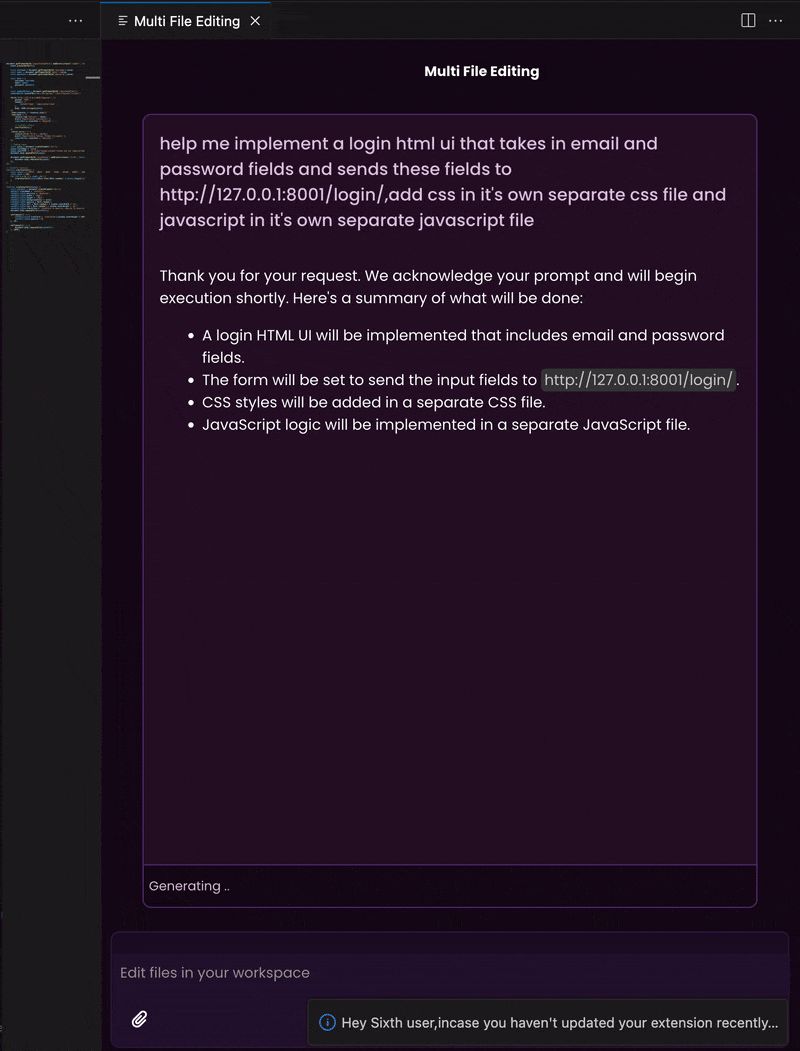 Multi File Editing
Multi File Editing
help me implement a login html ui that takes in email and
password fields and sends these fields to
http://127.0.0.1:8001/login/,add css in it's own separate css file and
javascript in it's own separate javascript file
Thank you for your request. We acknowledge your prompt and will begin
execution shortly. Here's a summary of what will be done:
• A login HTML UI will be implemented that includes email and password
fields.
• The form will be set to send the input fields to http://127.0.0.1:8001/login/.
• CSS styles will be added in a separate CSS file.
• JavaScript logic will be implemented in a separate JavaScript file.
Generating ..
Edit files in your workspace
Hey Sixth user,incase you haven't updated your extension recently...